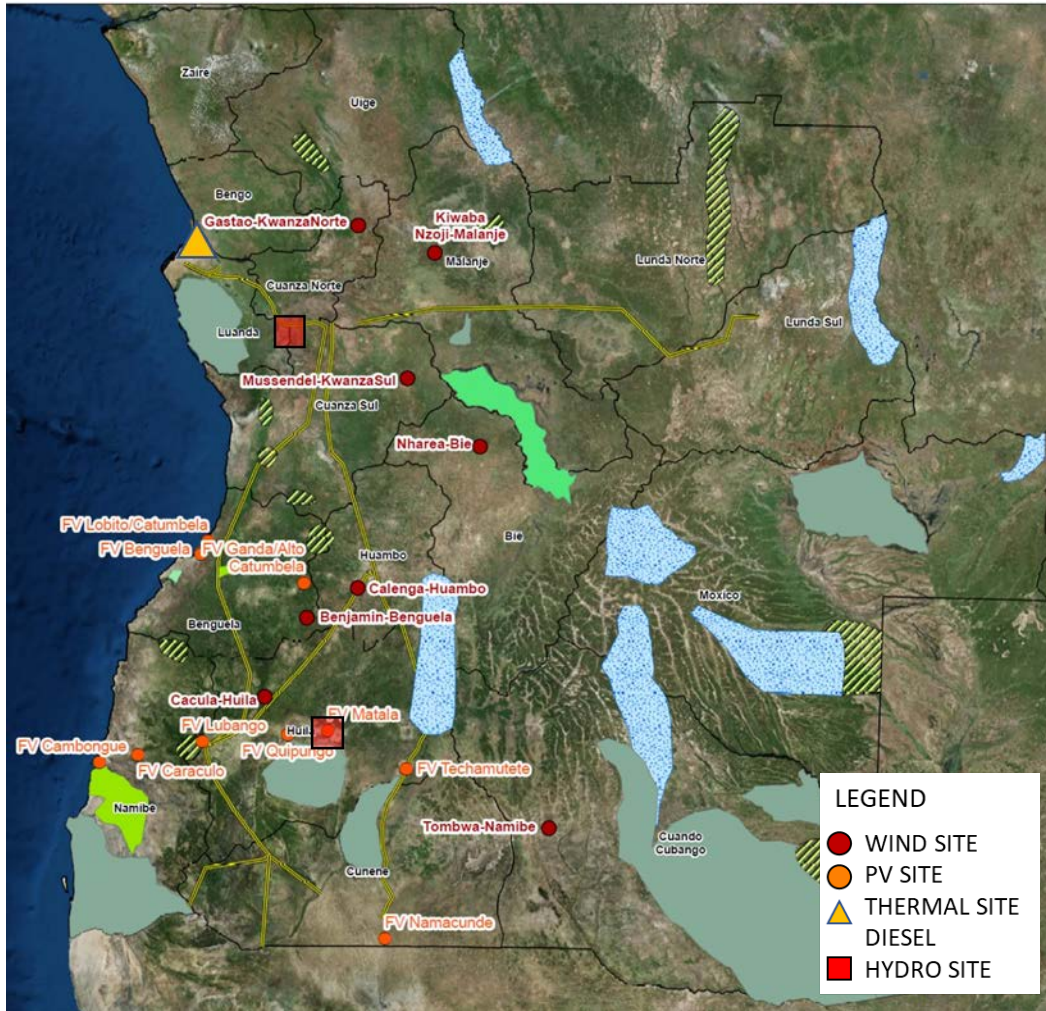 Zaire
Uige
Bengo
Gastao-KwanzaNorte
Kiwaba
Nzoji-Malanje
Malanje
Lunda Norte
Cuanza Norte
Luanda
Lunda Sul
Mussendel-KwanzaSul
Cuanza Sul
Nharea-Bie
Bié
FV Lobito/Catumbela
FV Benguela
FV Ganda/Alto
Catumbela
Huambo
Calenga-Huambo
Moxico
Benguela
Benjamin-Benguela
Cacula-Huila
FV Lubango
Huil
FV Matala
FV Quipungo
FV Cambongue
FV Caraculo
FV Techamutete
Namibe
Tombwa-Namibe
Cuando
Cubango
Cunene
FV Namacunde
LEGEND
WIND SITE
PV SITE
THERMAL SITE
DIESEL
HYDRO SITE